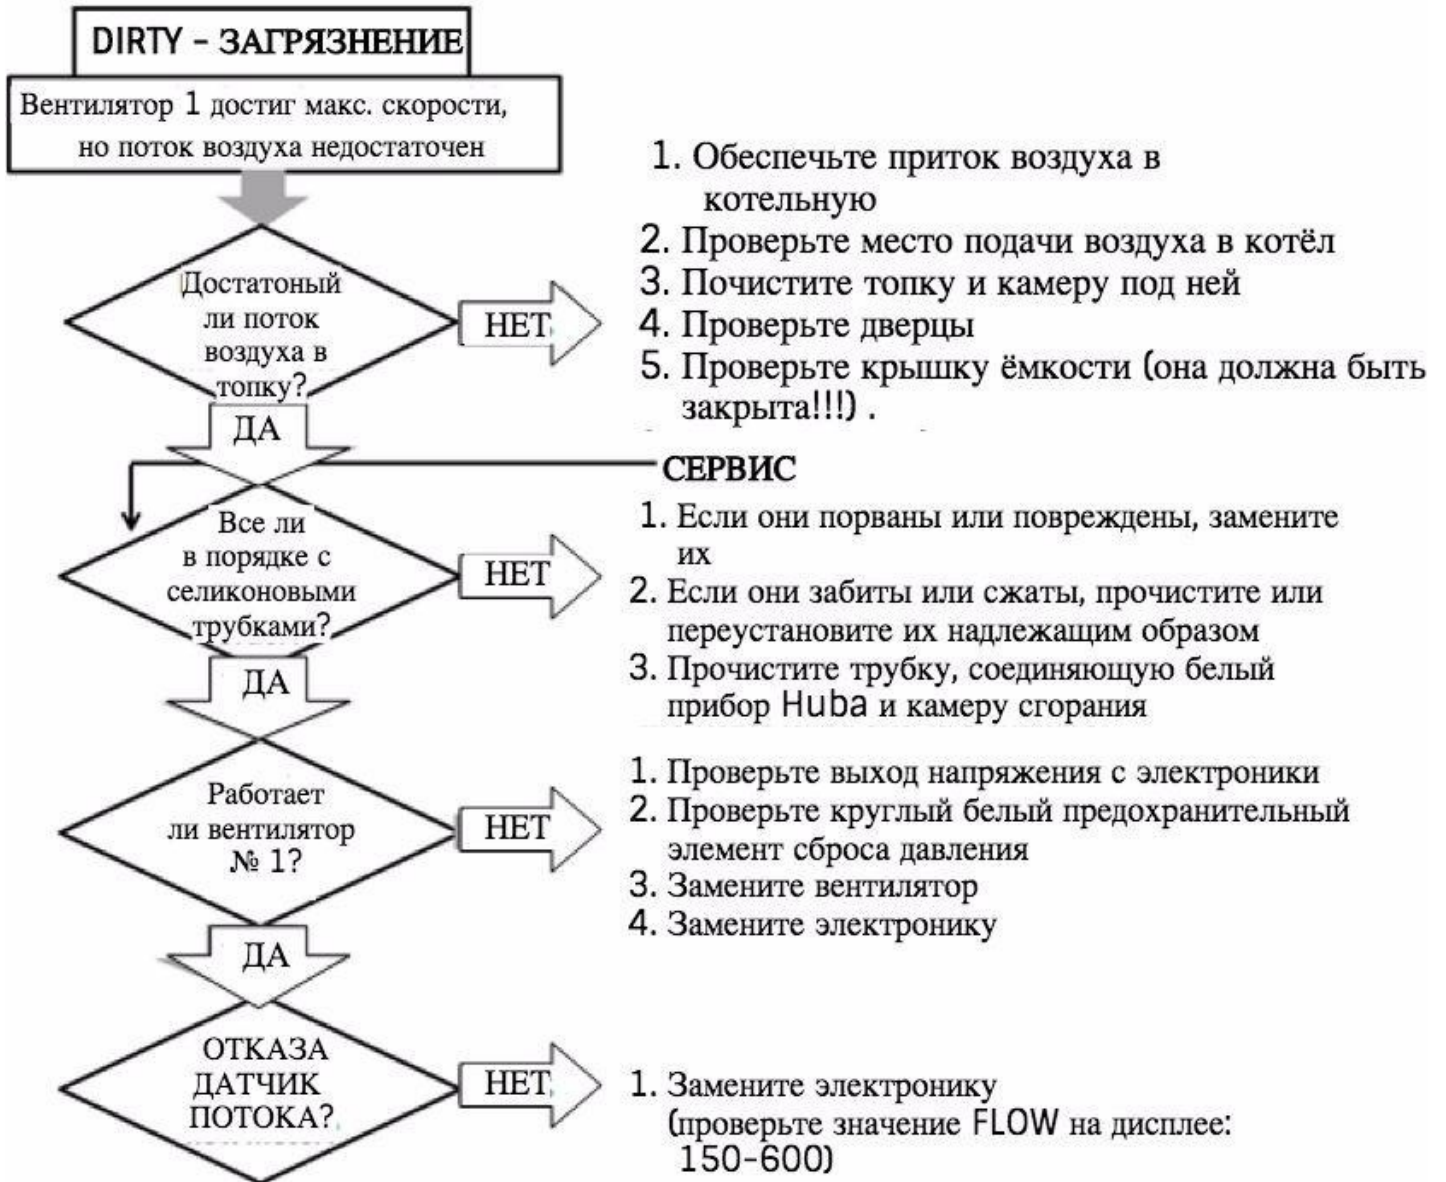 DIRTY - ЗАГРЯЗНЕНИЕ
Вентилятор 1 достиг макс. скорости,
но поток воздуха недостаточен
Достатоный
ли поток
воздуха в
топку?
НЕТ
1. Обеспечьте приток воздуха в
котельную
2. Проверьте место подачи воздуха в котёл
3. Почистите топку и камеру под ней
4. Проверьте дверцы
5. Проверьте крышку ёмкости (она должна быть
закрыта!!!) .
ДА
СЕРВИС
Все ли
в порядке с
селиконовыми
трубками?
НЕТ
1. Если они порваны или повреждены, замените
их
2. Если они забиты или сжаты, прочистите или
переустановите их надлежащим образом
3. Прочистите трубку, соединяющую белый
прибор Huba и камеру сгорания
ДА
Работает
ли вентилятор
№ 1?
НЕТ
1. Проверьте выход напряжения с электроники
2. Проверьте круглый белый предохранительный
элемент сброса давления
3. Замените вентилятор
4. Замените электронику
ДА
ОТКАЗА
ДАТЧИК
ПОТОКА?
НЕТ
1. Замените электронику
(проверьте значение FLOW на дисплее:
150-600)